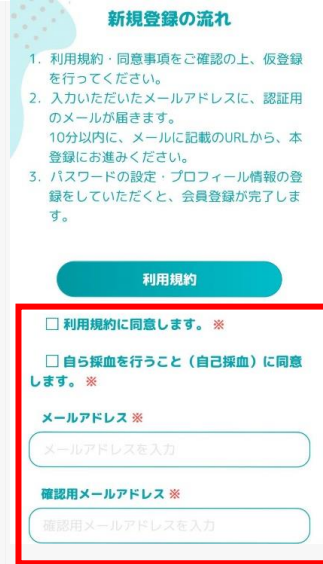 新規登録の流れ
1. 利用規約・同意事項をご確認の上、仮登録
を行ってください。
2. 入力いただいたメールアドレスに、認証用
のメールが届きます。
10分以内に、メールに記載のURLから、本
登録にお進みください。
3. パスワードの設定・プロフィール情報の登
録をしていただくと、会員登録が完了しま
す。
利用規約
利用規約に同意します。 ※
自ら採血を行うこと（自己採血）に同意
します。 ※
メールアドレス ※
メールアドレスを入力
確認用メールアドレス ※
確認用メールアドレスを入力